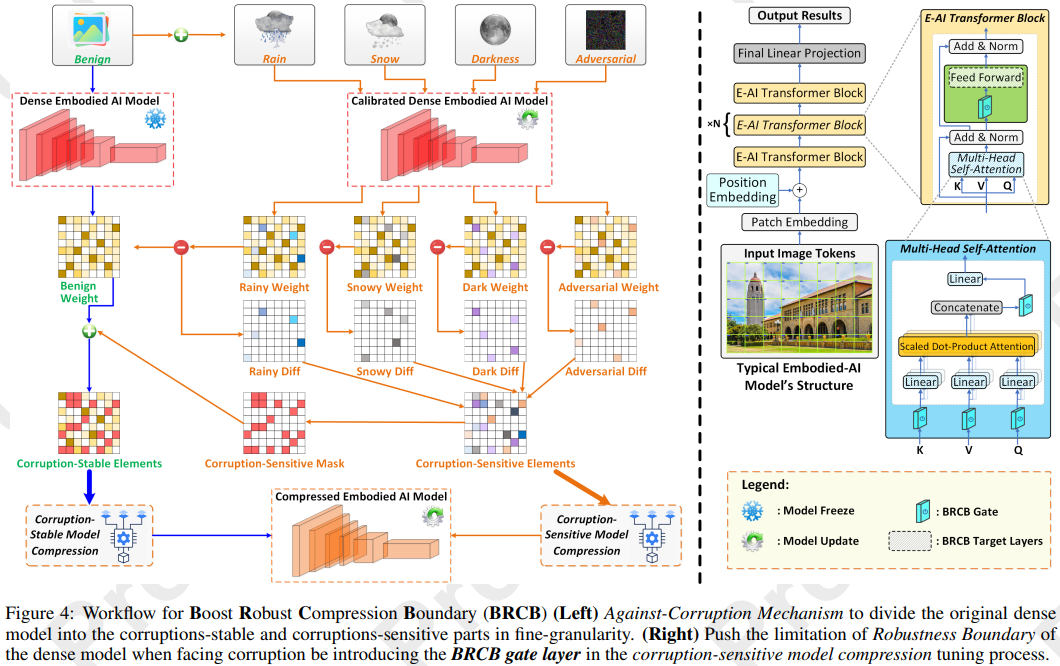 Benign
Rain
Snow
Darkness
Adversarial
Dense Embodied AI Model
Calibrated Dense Embodied AI Model
Benign
Weight
Rainy Weight
Snowy Weight
Dark Weight
Adversarial Weight
Rainy Diff
Snowy Diff
Dark Diff
Adversarial Diff
Corruption-Stable Elements
Corruption-Sensitive Mask
Corruption-Sensitive Elements
Corruption-
Stable Model
Compression
Compressed Embodied AI Model
Corruption-
Sensitive Model
Compression
Output Results
Final Linear Projection
E-AI Transformer Block
×N
E-AI Transformer Block
E-AI Transformer Block
Position
Embedding
+
Patch Embedding
Input Image Tokens
Typical Embodied-AI
Model's Structure
E-AI Transformer Block
Add & Norm
Feed Forward
Add & Norm
Multi-Head
Self-Attention
K V Q
Multi-Head Self-Attention
Linear
Concatenate
Scaled Dot-Product Attention
Linear
Linear
Linear
K V Q
Legend:
: Model Freeze
: BRCB Gate
: Model Update
: BRCB Target Layers
Figure 4: Workflow for Boost Robust Compression Boundary (BRCB) (Left) Against-Corruption Mechanism to divide the original dense
model into the corruptions-stable and corruptions-sensitive parts in fine-granularity. (Right) Push the limitation of Robustness Boundary of
the dense model when facing corruption be introducing the BRCB gate layer in the corruption-sensitive model compression tuning process.